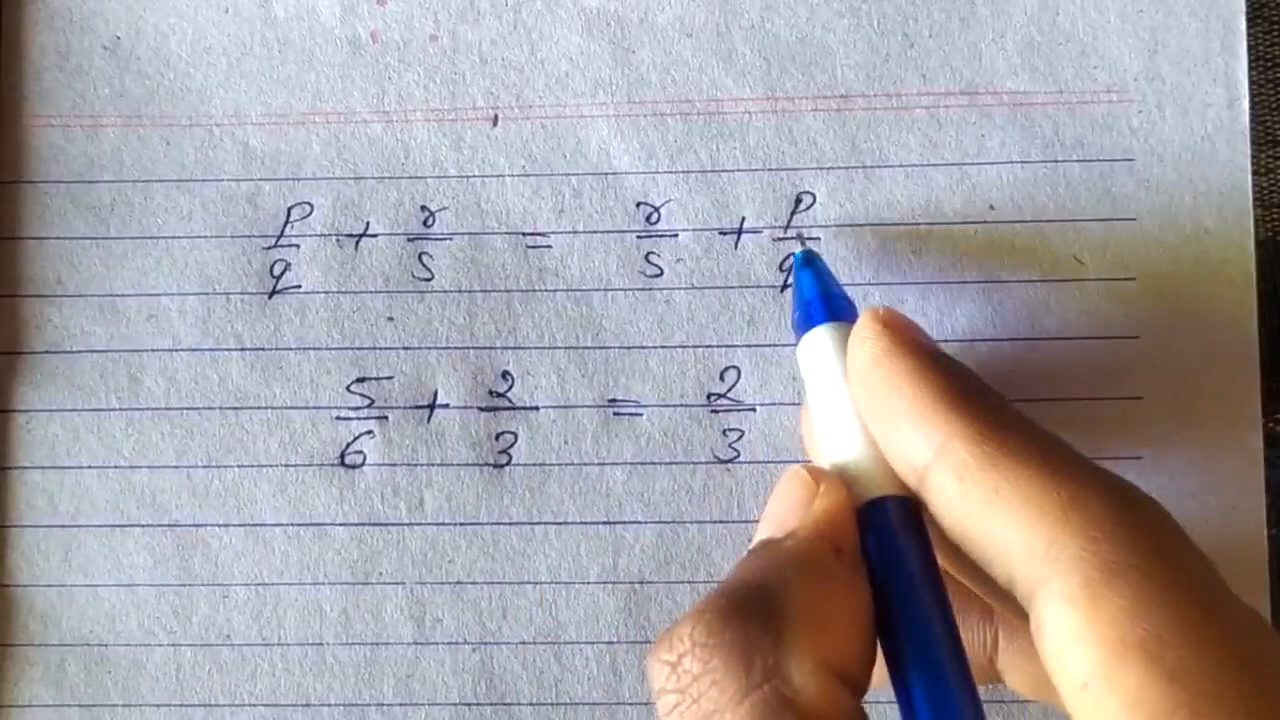 p/q + r/s = r/s + p/q
5/6 + 2/3 = 2/3